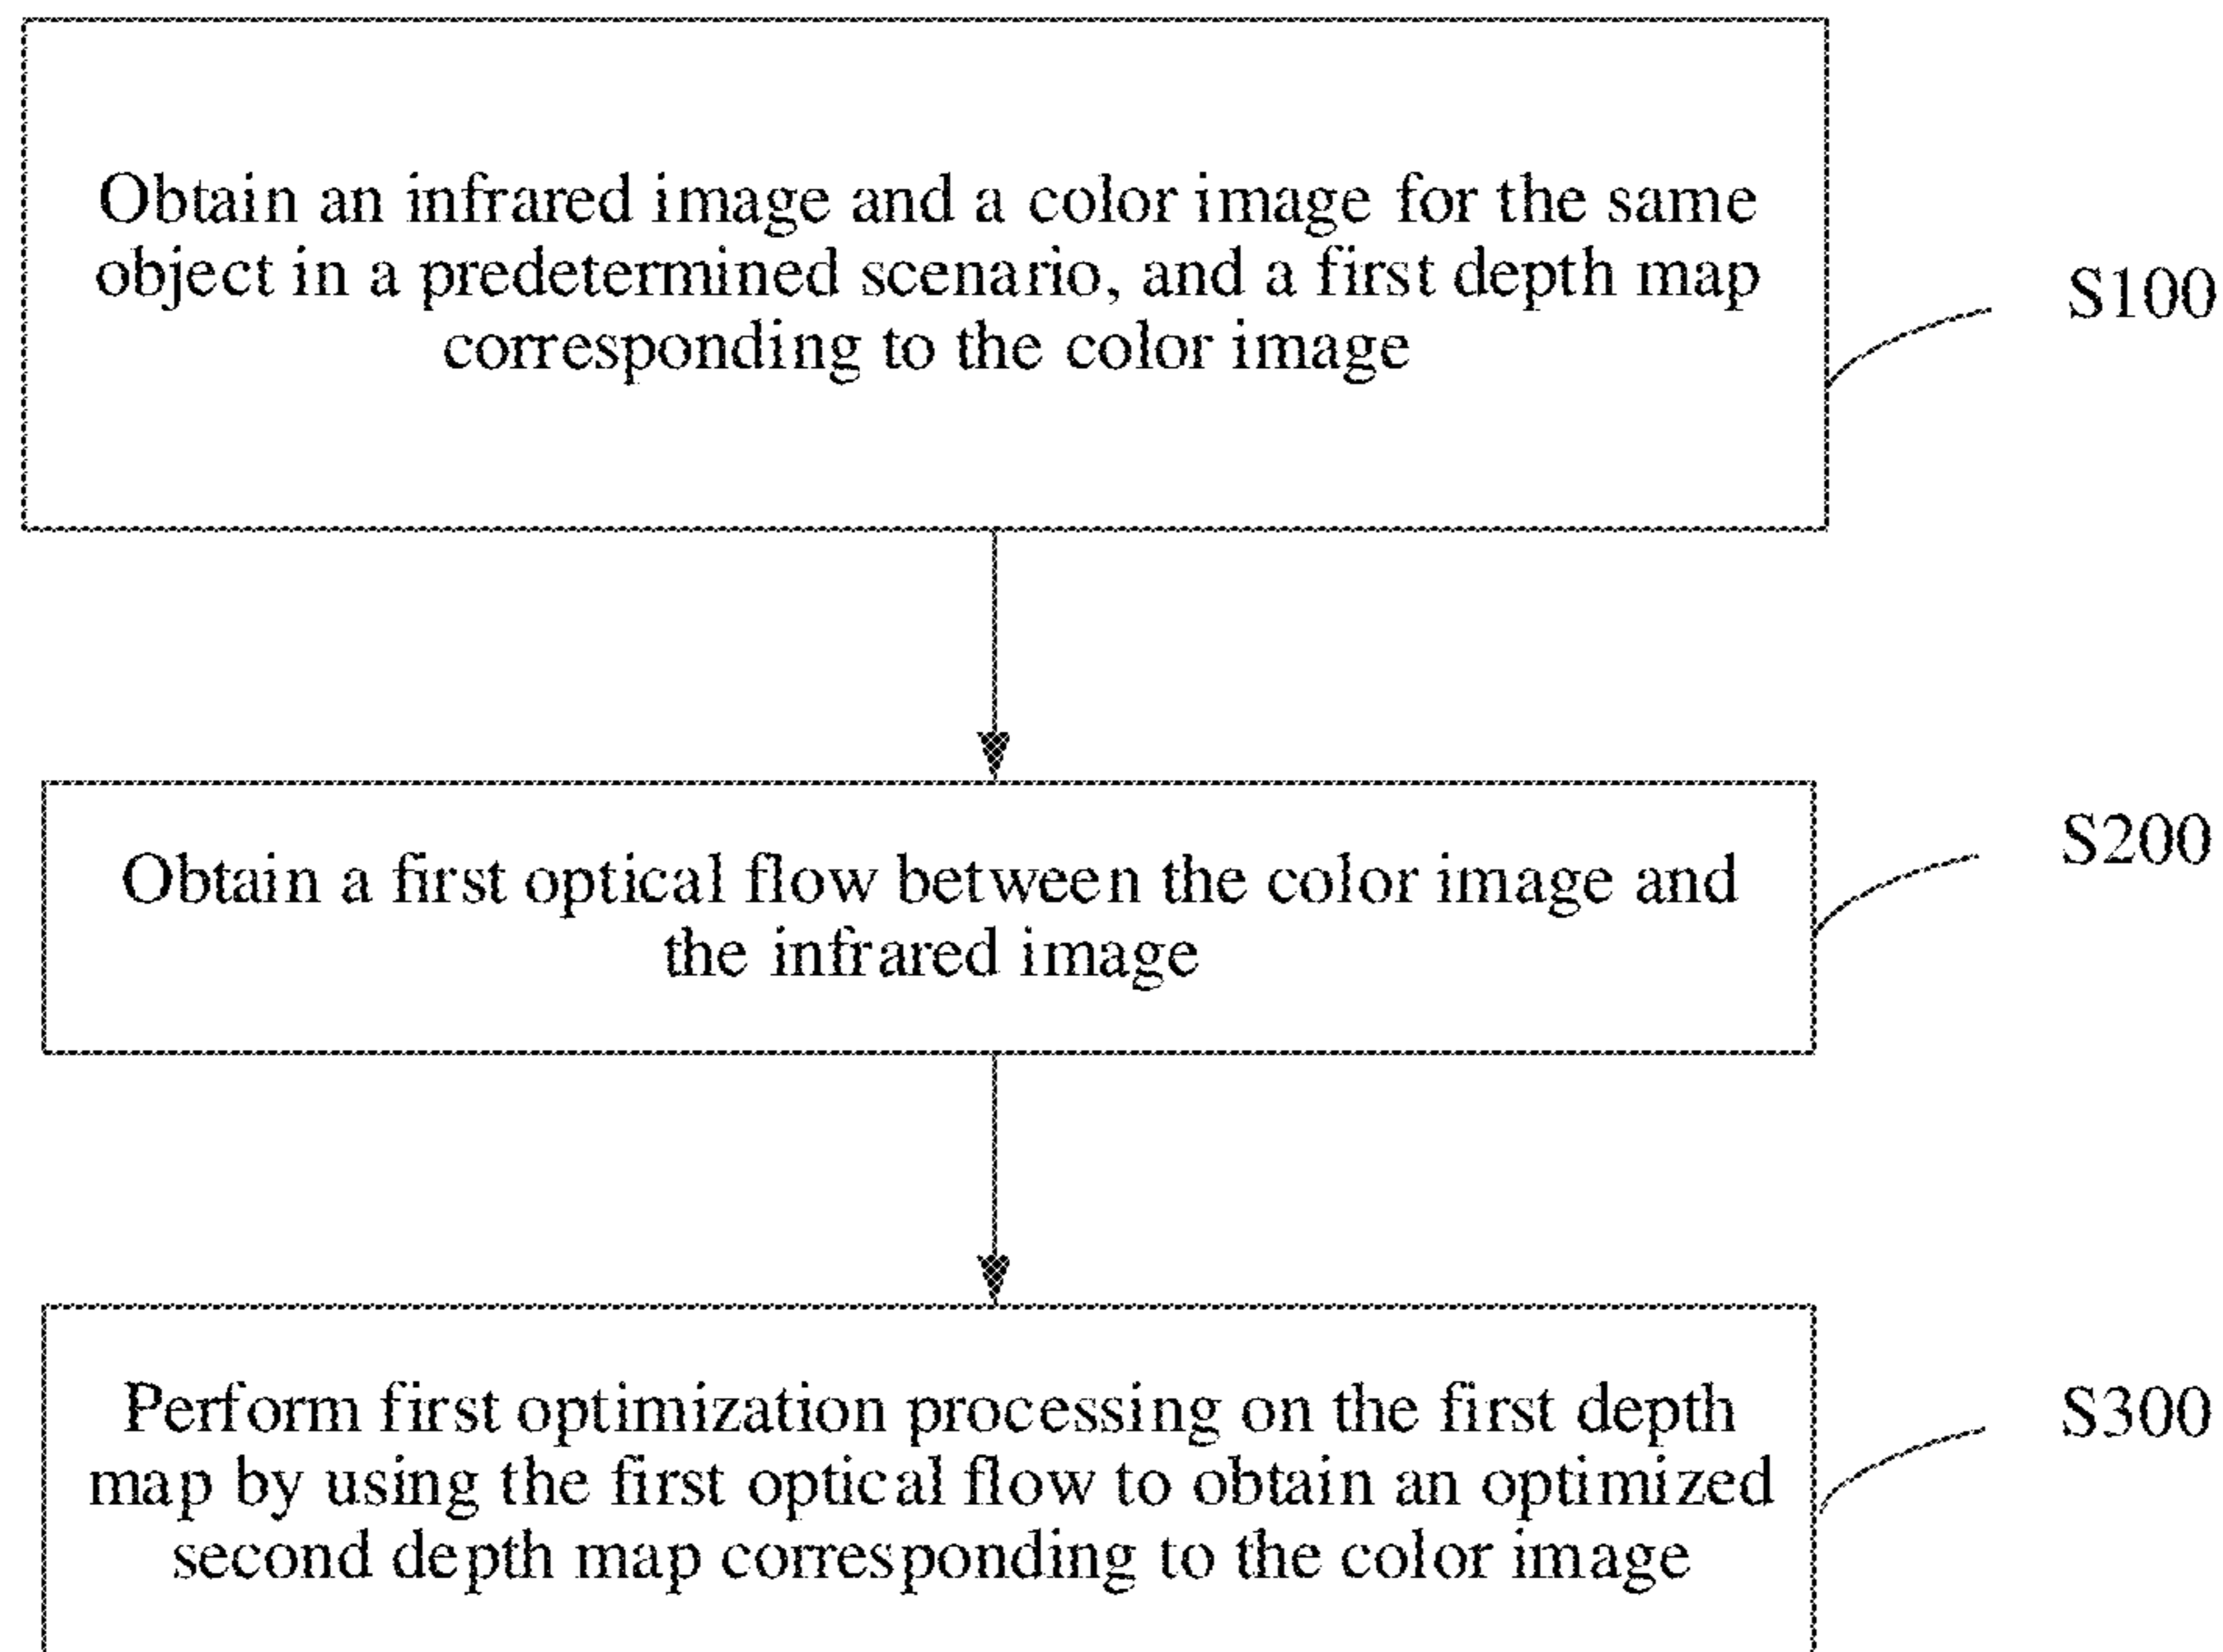 Obtain an infrared image and a color image for the same
object in a predetermined scenario, and a first depth map
corresponding to the color image
S100
Obtain a first optical flow between the color image and
the infrared image
S200
Perform first optimization processing on the first depth
map by using the first optical flow to obtain an optimized
second depth map corresponding to the color image
S300